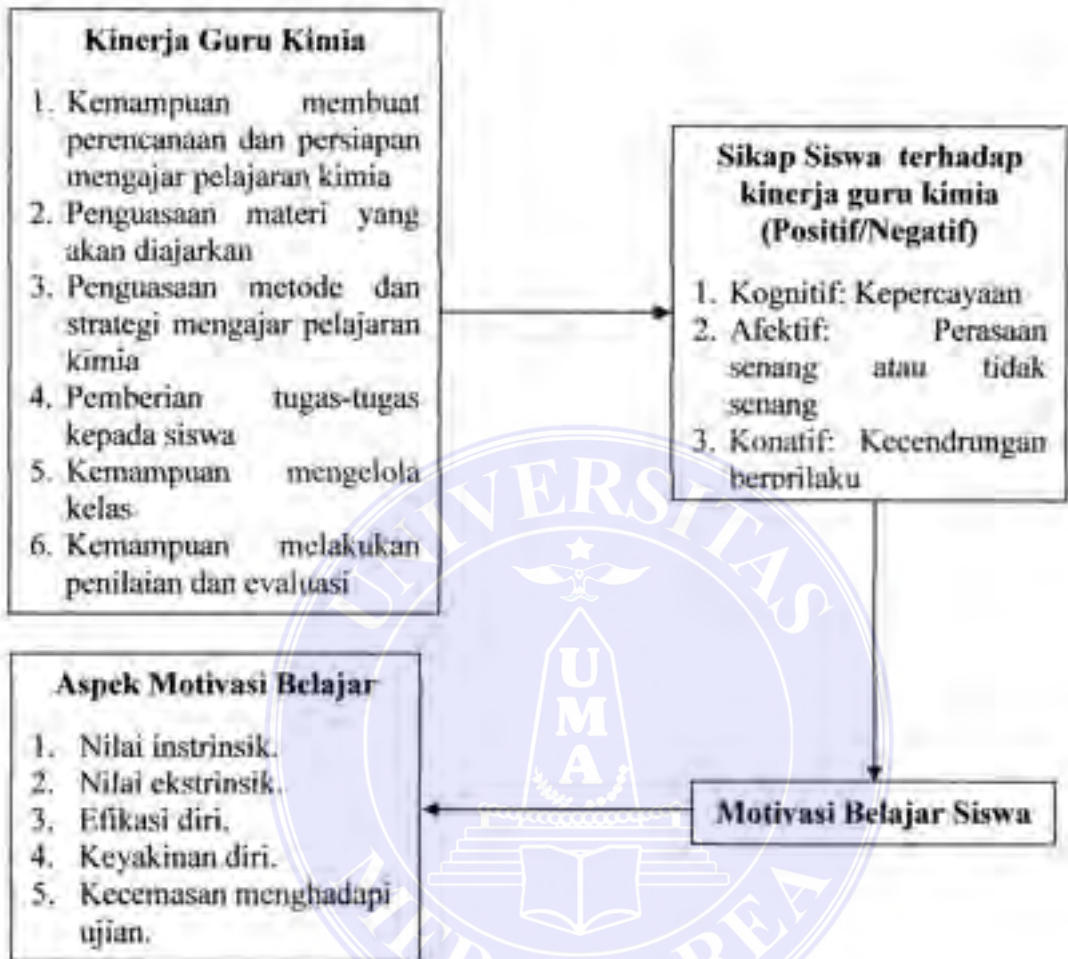 Kinerja Guru Kimia
1. Kemampuan membuat
perencanaan dan persiapan
mengajar pelajaran kimia
2. Penguasaan materi yang
akan diajarkan
3. Penguasaan metode dan
strategi mengajar pelajaran
kimia
4. Pemberian tugas-tugas
kepada siswa
5. Kemampuan mengelola
kelas
6. Kemampuan melakukan
penilaian dan evaluasi
Sikap Siswa terhadap
kinerja guru kimia
(Positif/Negatif)
1. Kognitif: Kepercayaan
2. Afektif: Perasaan
senang atau tidak
senang
3. Konatif: Kecendrungan
berprilaku
Motivasi Belajar Siswa
Aspek Motivasi Belajar
1. Nilai instrinsik.
2. Nilai ekstrinsik.
3. Efikasi diri.
4. Keyakinan diri.
5. Kecemasan menghadapi
ujian.
UNIVERSITAS
UMA